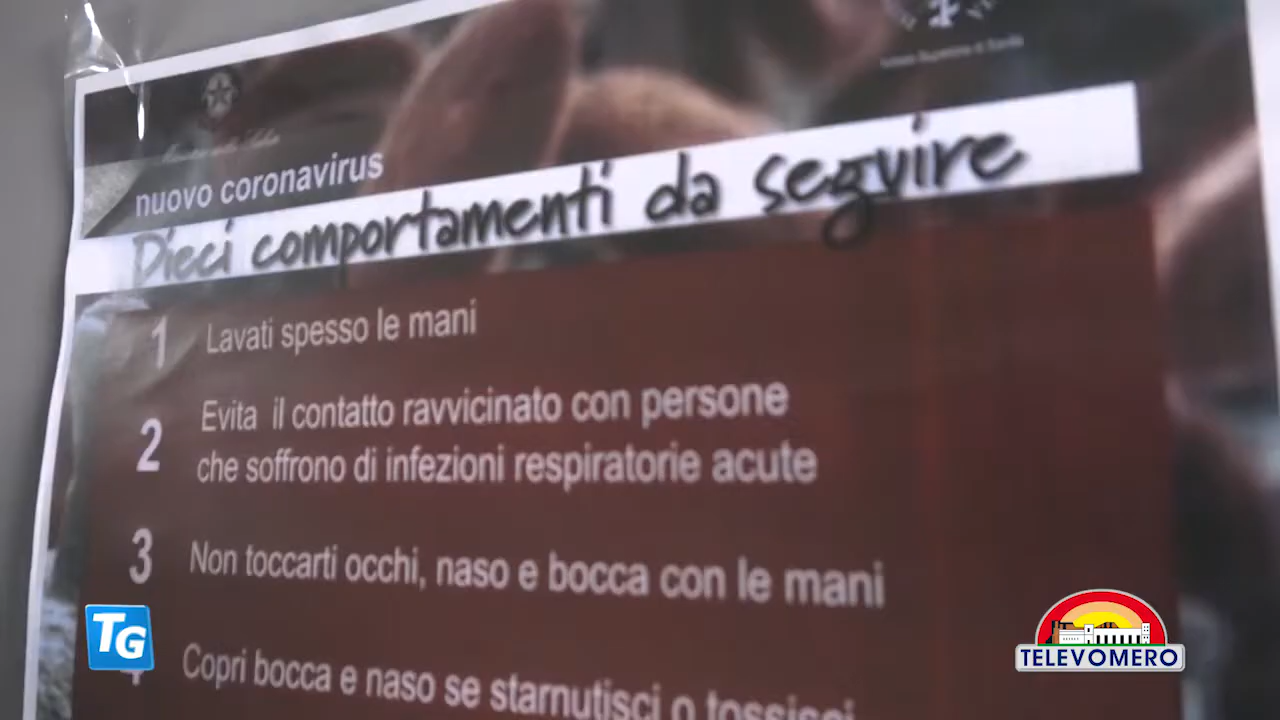 nuovo coronavirus
Dieci comportamenti da seguire
1 Lavati spesso le mani
2 Evita il contatto ravvicinato con persone
che soffrono di infezioni respiratorie acute
3 Non toccarti occhi, naso e bocca con le mani
Copri bocca e naso se starnutisci o tossisci
TG
TELEVOMERO